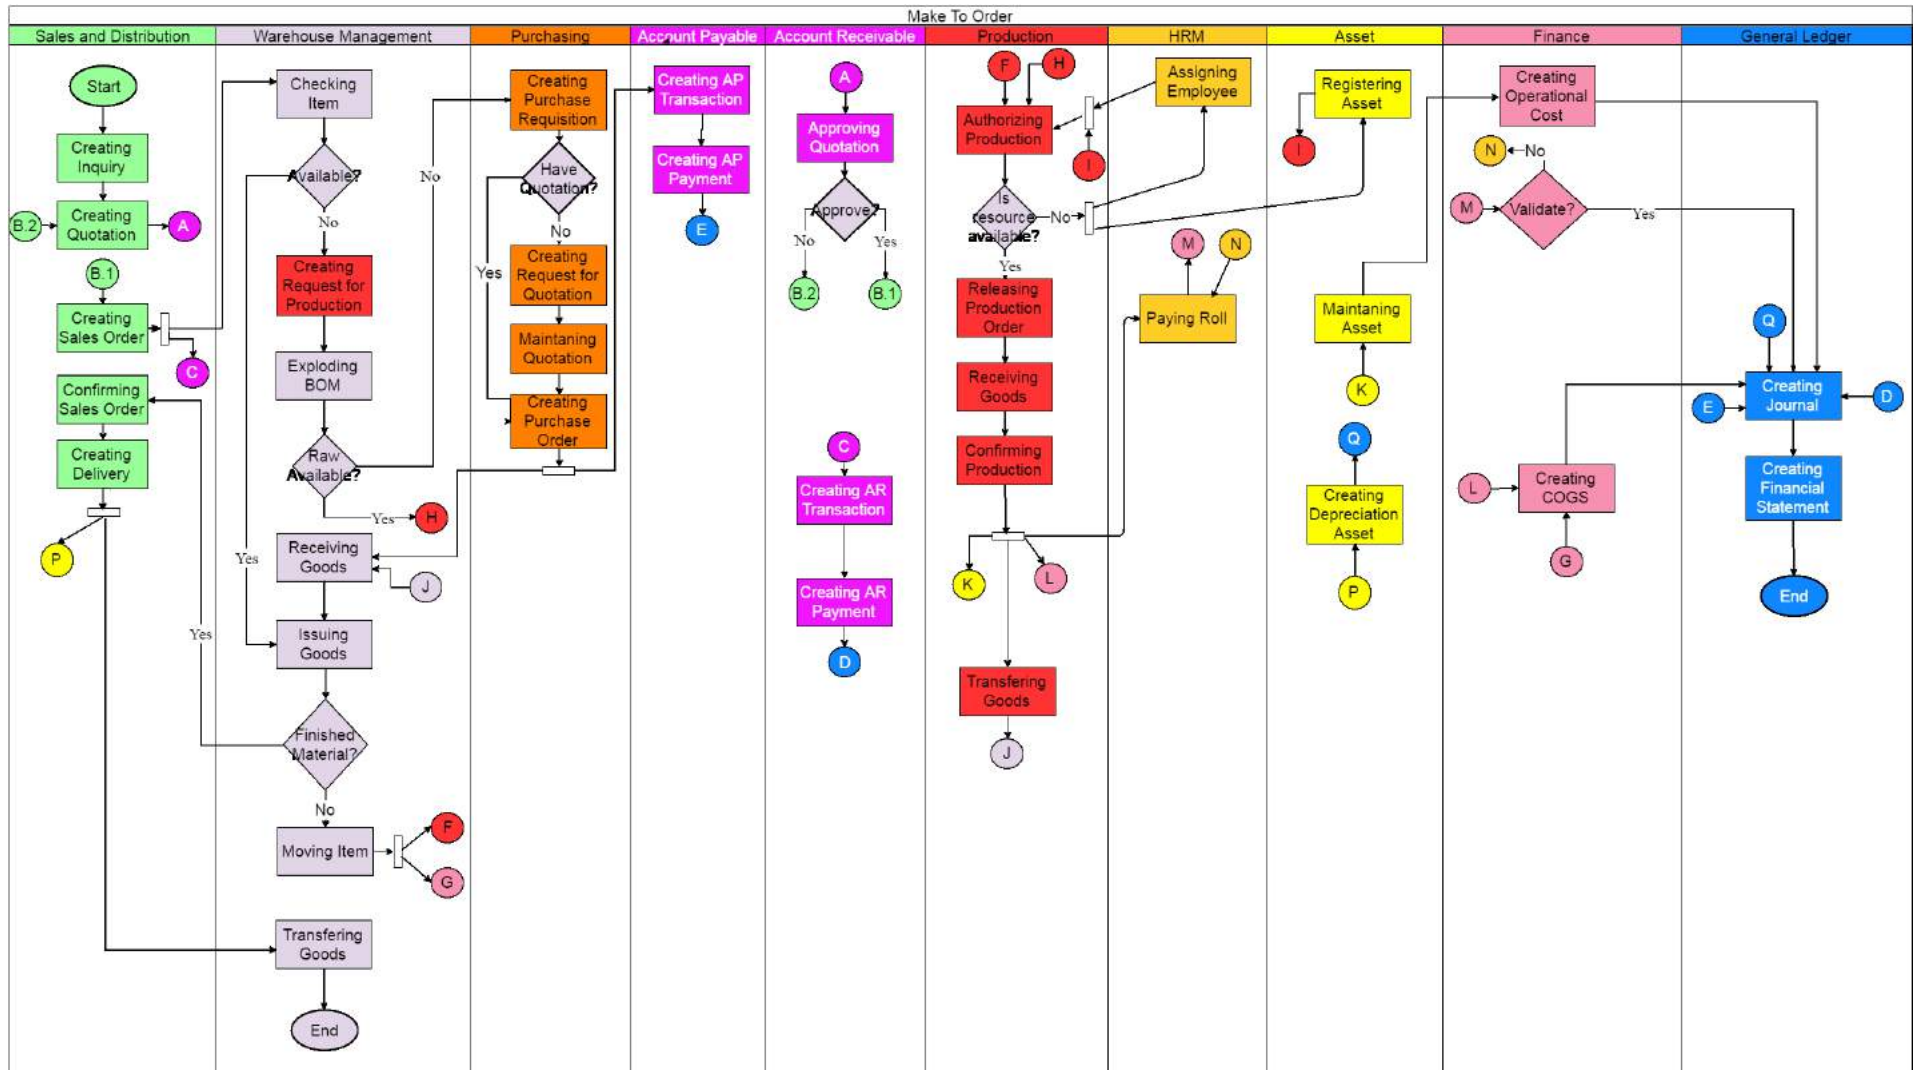 Make To Order
Sales and Distribution
Warehouse Management
Purchasing
Account Payable
Account Receivable
Production
HRM
Asset
Finance
General Ledger
Start
Creating
Inquiry
B.2
Creating
Quotation
A
B.1
Creating
Sales Order
C
Confirming
Sales Order
Creating
Delivery
P
Yes
Checking
Item
Available?
No
Creating
Request for
Production
Exploding
BOM
Raw
Available?
No
Yes
H
Yes
Receiving
Goods
J
Issuing
Goods
Finished
Material?
No
Moving Item
F
G
Transfering
Goods
End
Creating
Purchase
Requisition
Have
Quotation?
No
Yes
Creating
Request for
Quotation
Maintaning
Quotation
Creating
Purchase
Order
Creating AP
Transaction
Creating AP
Payment
E
A
Approving
Quotation
Approve?
No
Yes
B.2
B.1
C
Creating AR
Transaction
Creating AR
Payment
D
F
H
Authorizing
Production
I
Is
resource
available?
No
Yes
Releasing
Production
Order
Receiving
Goods
Confirming
Production
K
L
Transfering
Goods
J
Assigning
Employee
M
N
Paying Roll
Registering
Asset
I
Maintaning
Asset
K
Q
Creating
Depreciation
Asset
P
Creating
Operational
Cost
N
No
M
Validate?
Yes
L
Creating
COGS
G
Q
E
Creating
Journal
D
Creating
Financial
Statement
End